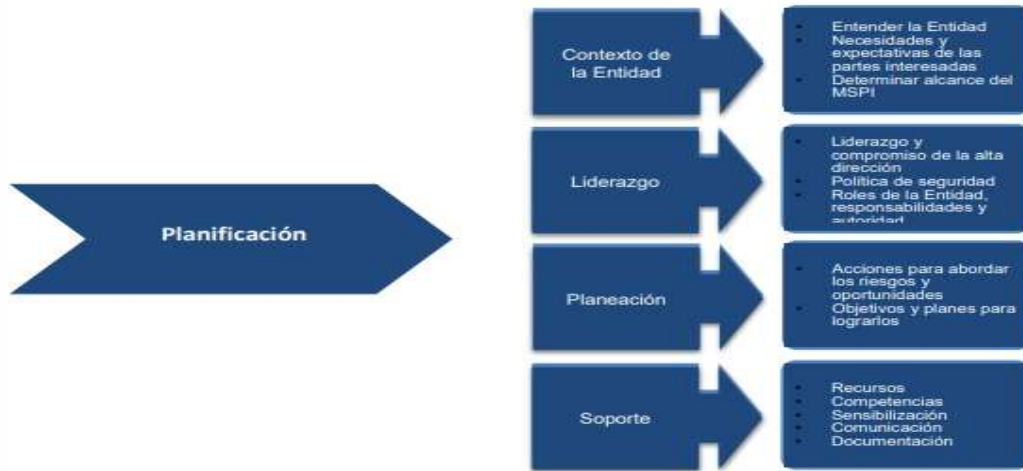 Planificación
Contexto de
la Entidad
Entender la Entidad
Necesidades y
expectativas de las
partes interesadas
Determinar alcance del
MSPI
Liderazgo
Liderazgo y
compromiso de la alta
dirección
Política de seguridad
Roles de la Entidad,
responsabilidades y
autoridad
Planeación
Acciones para abordar
los riesgos y
oportunidades
Objetivos y planes para
lograrlos
Soporte
Recursos
Competencias
Sensibilización
Comunicación
Documentación